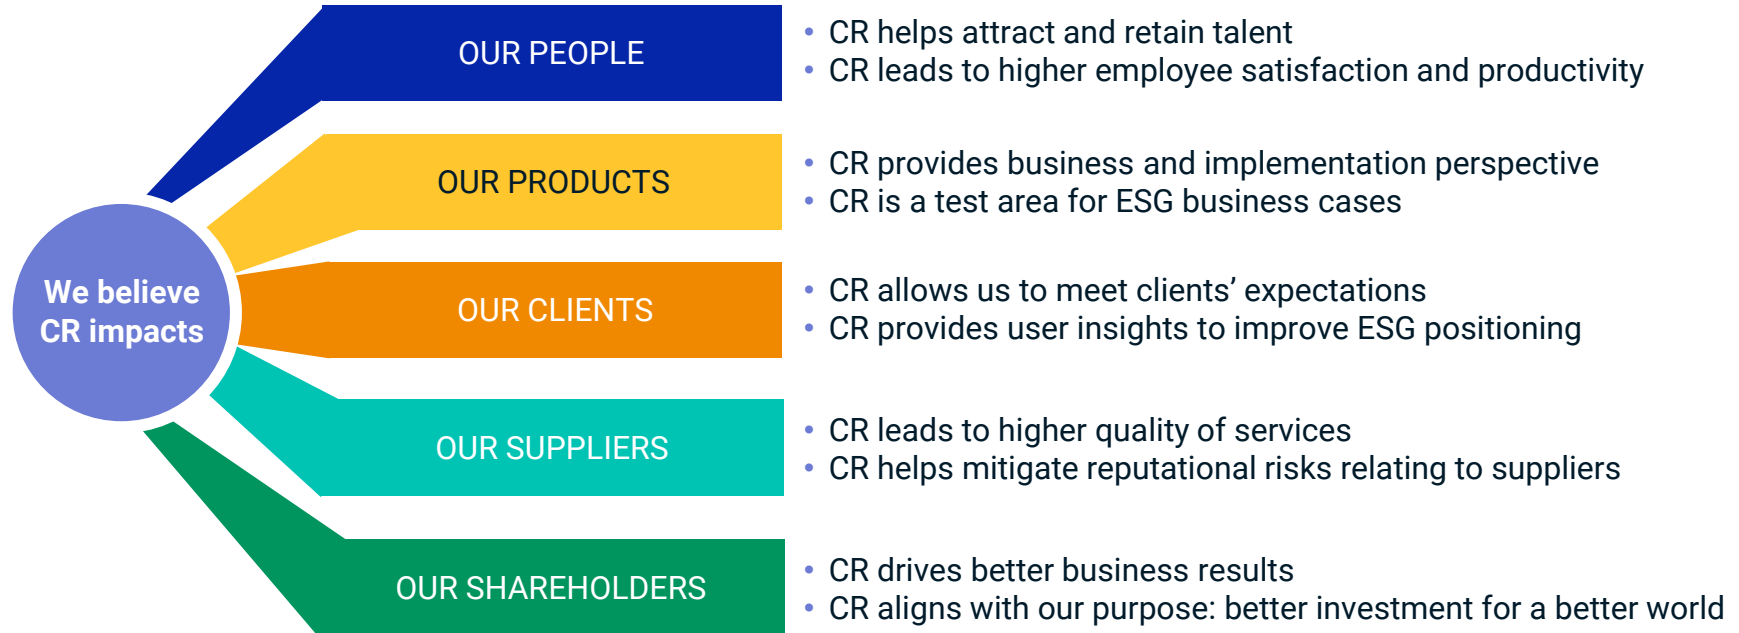 We believe
CR impacts
OUR PEOPLE
• CR helps attract and retain talent
• CR leads to higher employee satisfaction and productivity
OUR PRODUCTS
• CR provides business and implementation perspective
• CR is a test area for ESG business cases
OUR CLIENTS
• CR allows us to meet clients’ expectations
• CR provides user insights to improve ESG positioning
OUR SUPPLIERS
• CR leads to higher quality of services
• CR helps mitigate reputational risks relating to suppliers
OUR SHAREHOLDERS
• CR drives better business results
• CR aligns with our purpose: better investment for a better world